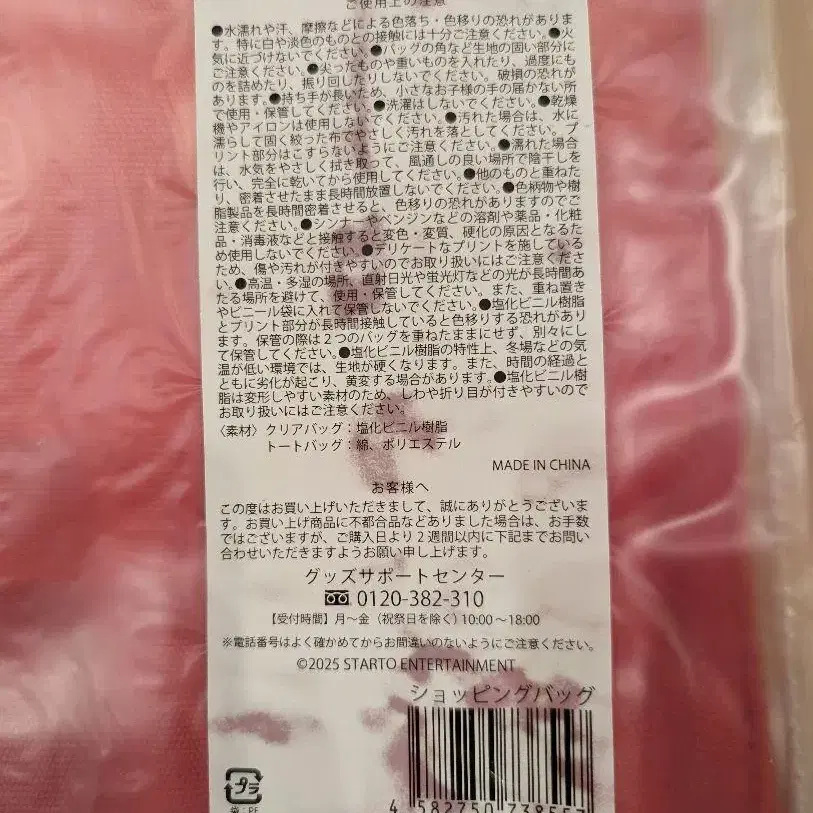 ご使用上の注意
●水濡れや汗、摩擦などによる色落ち・色移りの恐れがありま
す。特に白や淡色のものとの接触には十分ご注意ください。●火
気に近づけないでください。●バッグの角など生地の固い部分に
ご注意ください。●尖ったものや重いものを入れたり、過度にも
のを詰めたり、振り回したりしないでください。破損の恐れが
あります。●持ち手が長いため、小さなお子様の手の届かない所
で使用・保管してください。●洗濯はしないでください。●乾燥
機やアイロンは使用しないでください。●汚れた場合は、水に
濡らして固く絞った布でやさしく汚れを落としてください。プ
リント部分はこすらないようにご注意ください。●濡れた場合
は、水気をやさしく拭き取って、風通しの良い場所で陰干しを
行い、完全に乾いてから使用してください。●他のものと重ねた
り、密着させたまま長時間放置しないでください。●色柄物や樹
脂製品を長時間密着させると、色移りの恐れがありますのでご
注意ください。●シンナーやベンジンなどの溶剤や薬品・化粧
品・消毒液などと接触すると変色・変質、硬化の原因となるた
め使用しないでください。●デリケートなプリントを施している
ため、傷や汚れが付きやすいのでお取り扱いにはご注意くださ
い。●高温・多湿の場所、直射日光や蛍光灯などの光が長時間あ
たる場所を避けて、使用・保管してください。また、重ね置き
やビニール袋に入れて保管しないでください。●塩化ビニル樹脂
とプリント部分が長時間接触していると色移りする恐れがあり
ます。保管の際は2つのバッグを重ねたままにせず、別々にし
て保管してください。●塩化ビニル樹脂の特性上、冬場などの気
温が低い環境では、生地が硬くなります。また、時間の経過と
ともに劣化が起こり、黄変する場合があります。●塩化ビニル樹
脂は変形しやすい素材のため、しわや折り目が付きやすいので
お取り扱いにはご注意ください。
〈素材〉クリアバッグ：塩化ビニル樹脂
トートバッグ：綿、ポリエステル
MADE IN CHINA
お客様へ
この度はお買い上げいただきまして、誠にありがとうございま
す。お買い上げ商品に不都合品などありました場合は、お手数
ではございますが、ご購入日より2週間以内に下記までお問い
合わせいただきますようお願い申し上げます。
グッズサポートセンター
0120-382-310
【受付時間】月～金（祝祭日を除く）10:00～18:00
※電話番号はよく確かめてからお間違いのないようにご注意ください。
©2025 STARTO ENTERTAINMENT
ショッピングバッグ
4 582750 738557
プラ
袋：PE